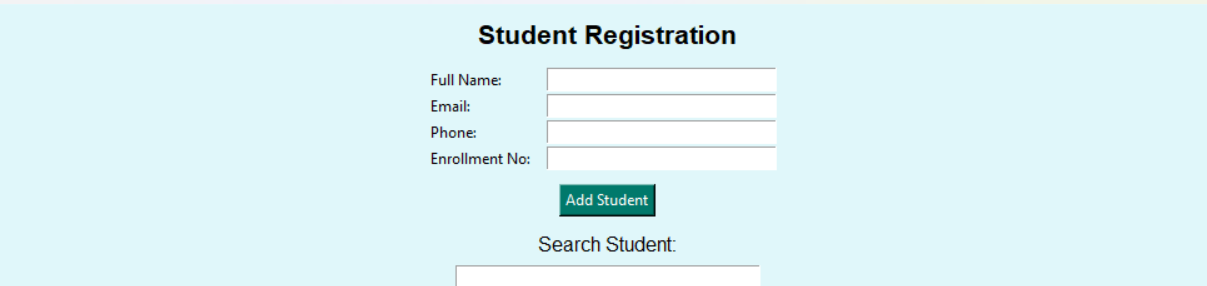 Student Registration
Full Name:
Email:
Phone:
Enrollment No:
Add Student
Search Student: